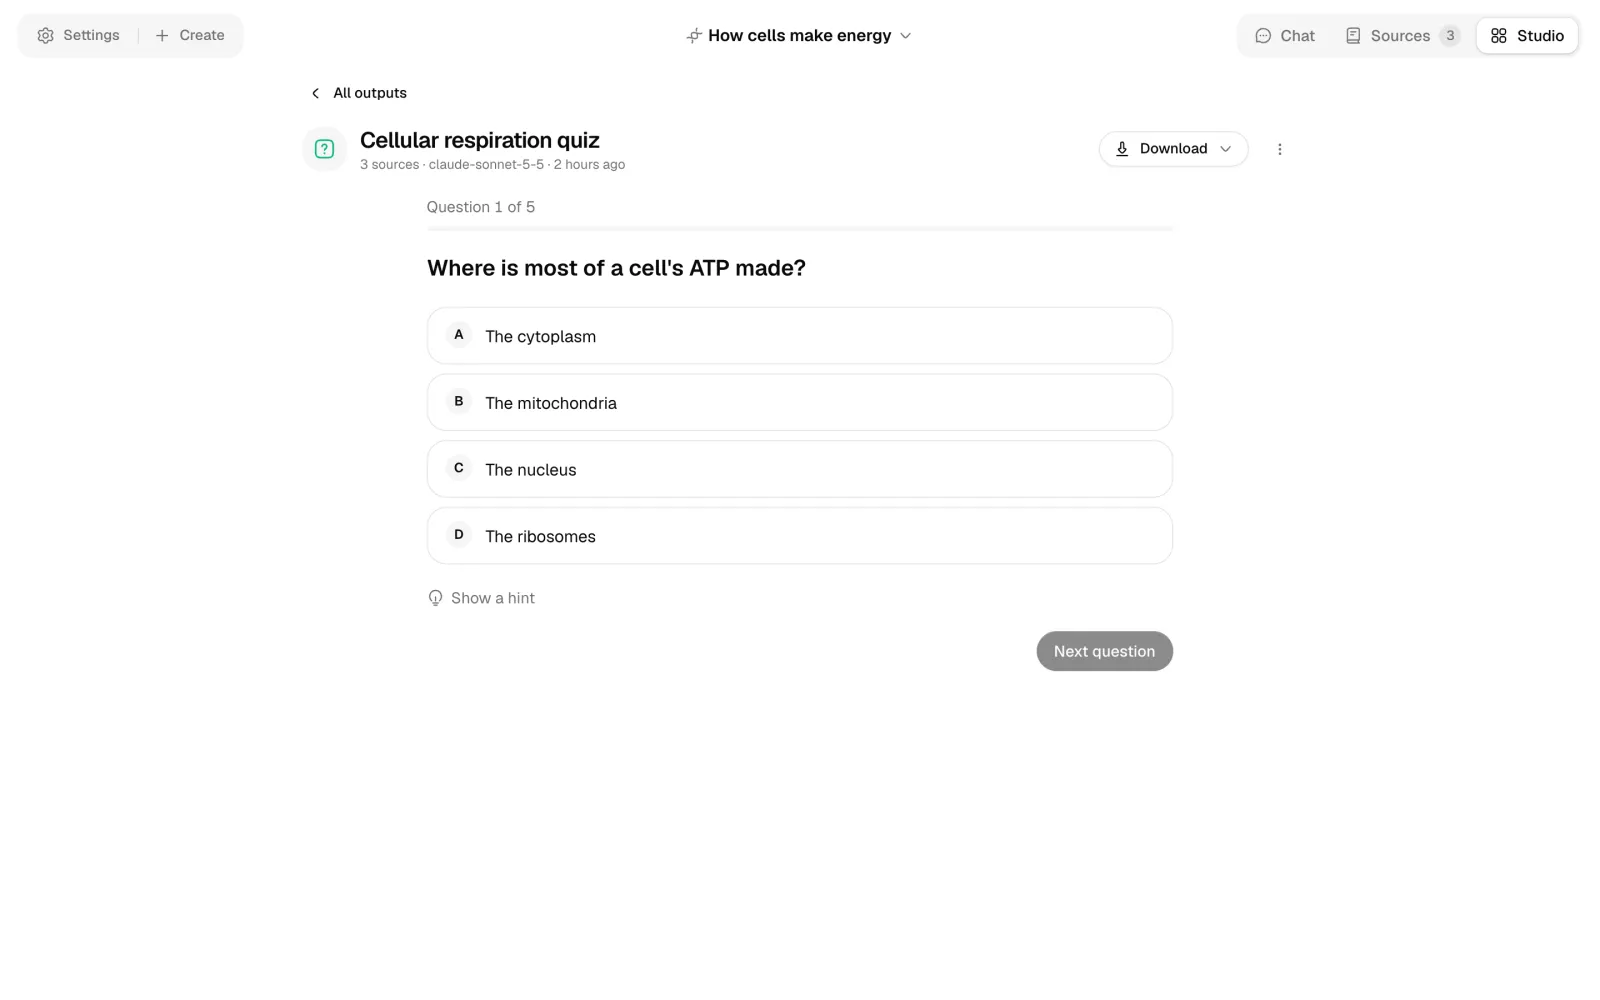 Settings
Create
How cells make energy
Chat
Sources 3
Studio
All outputs
Cellular respiration quiz
3 sources · claude-sonnet-5-5 · 2 hours ago
Download
Question 1 of 5
Where is most of a cell's ATP made?
A The cytoplasm
B The mitochondria
C The nucleus
D The ribosomes
Show a hint
Next question